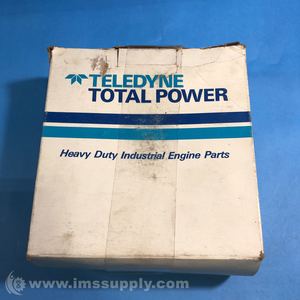 TELEDYNE
TOTAL POWER
Heavy Duty Industrial Engine Parts
© www.imssupply.com